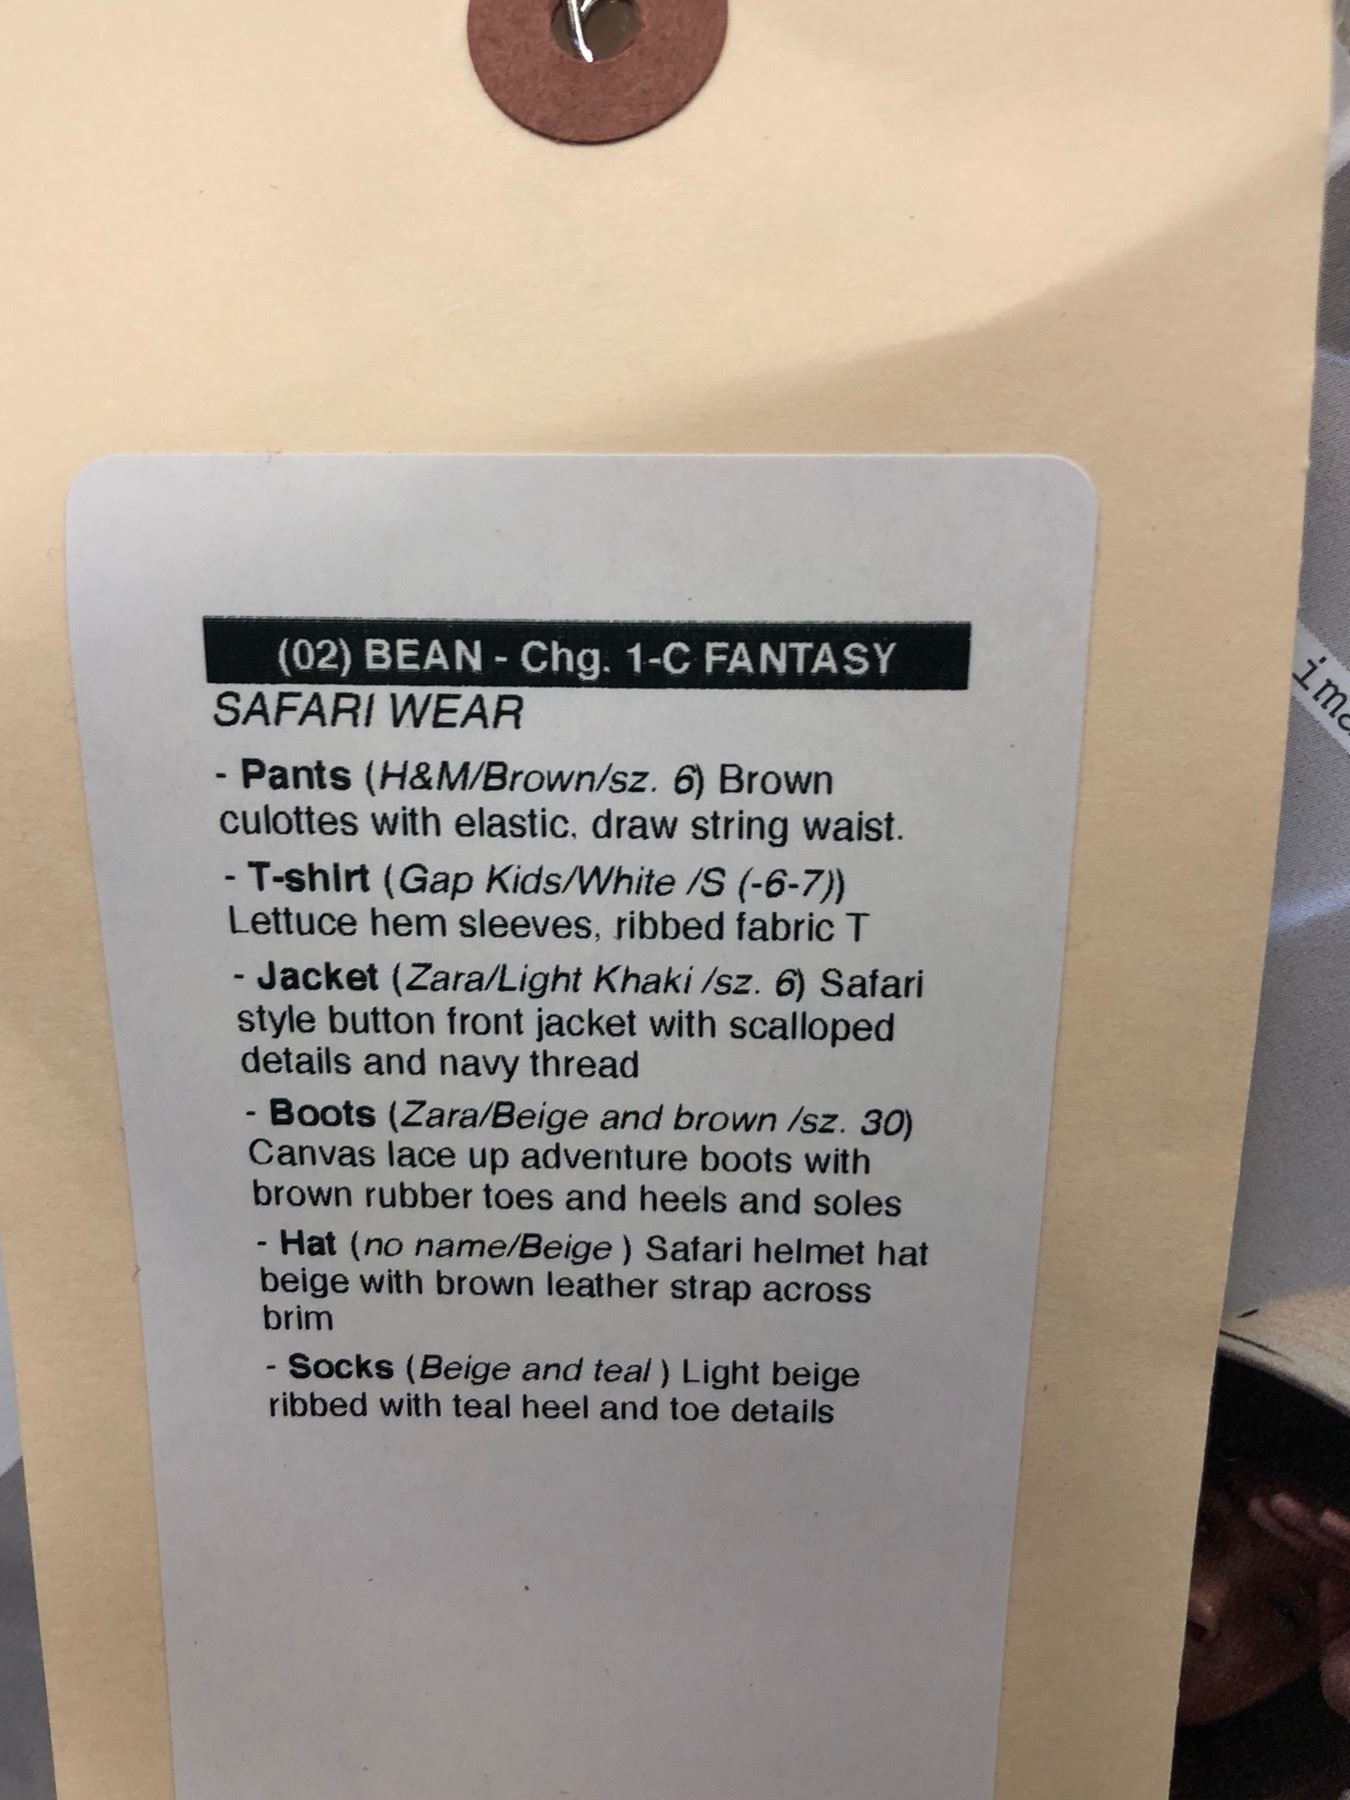 (02) BEAN - Chg. 1-C FANTASY
SAFARI WEAR
- Pants (H&M/Brown/sz. 6) Brown
culottes with elastic, draw string waist.
- T-shirt (Gap Kids/White /S (-6-7))
Lettuce hem sleeves, ribbed fabric T
- Jacket (Zara/Light Khaki /sz. 6) Safari
style button front jacket with scalloped
details and navy thread
- Boots (Zara/Beige and brown /sz. 30)
Canvas lace up adventure boots with
brown rubber toes and heels and soles
- Hat (no name/Beige ) Safari helmet hat
beige with brown leather strap across
brim
- Socks (Beige and teal ) Light beige
ribbed with teal heel and toe details